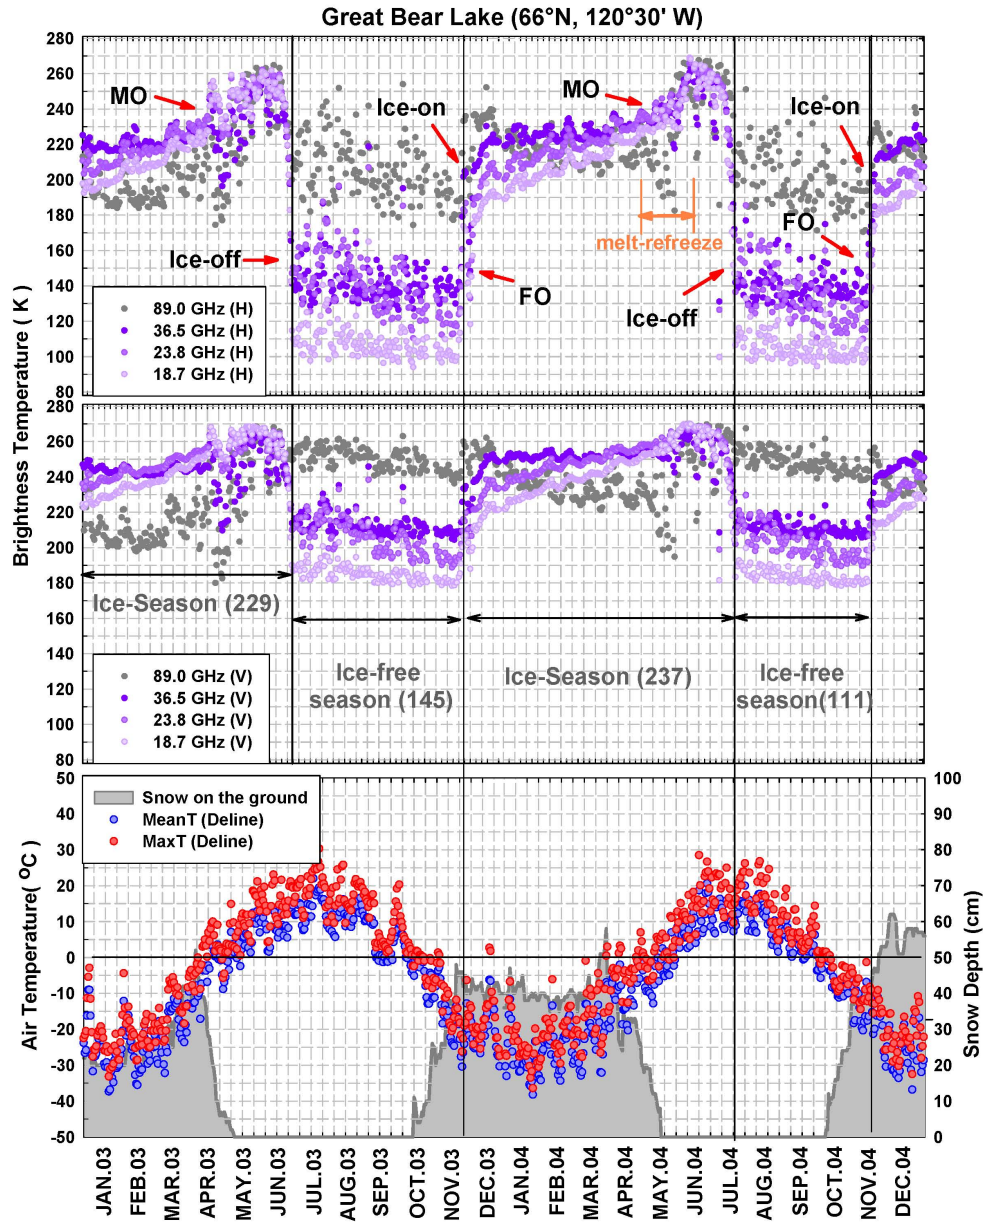 Great Bear Lake (66°N, 120°30' W)
280
260
240
220
200
180
160
140
120
100
80
MO
Ice-on
MO
Ice-on
melt-refreeze
FO
Ice-off
FO
Ice-off
89.0 GHz (H)
36.5 GHz (H)
23.8 GHz (H)
18.7 GHz (H)
Brightness Temperature ( K )
280
260
240
220
200
180
160
140
120
100
80
Ice-Season (229)
Ice-free
season (145)
Ice-Season (237)
Ice-free
season(111)
89.0 GHz (V)
36.5 GHz (V)
23.8 GHz (V)
18.7 GHz (V)
50
40
30
20
10
0
-10
-20
-30
-40
-50
Air Temperature( ºC )
Snow on the ground
MeanT (Deline)
MaxT (Deline)
100
90
80
70
60
50
40
30
20
10
0
Snow Depth (cm)
JAN.03
FEB.03
MAR.03
APR.03
MAY.03
JUN.03
JUL.03
AUG.03
SEP.03
OCT.03
NOV.03
DEC.03
JAN.04
FEB.04
MAR.04
APR.04
MAY.04
JUN.04
JUL.04
AUG.04
SEP.04
OCT.04
NOV.04
DEC.04